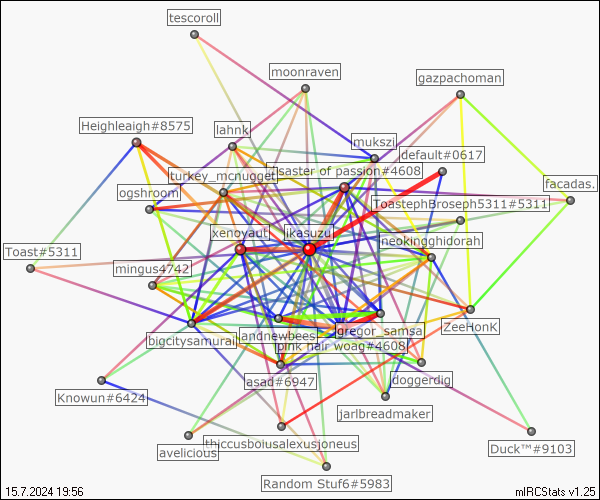 tescoroll
moonraven
gazpachoman
Heighleaigh#8575
lahnk
mukszi
default#0617
turkey_mcnugget
isaster of passion#4608
ogshroom
facadas.
ToastephBroseph5311#5311
xenoyaut
likasuzu
neokingghidorah
Toast#5311
mingus4742
bigcitysamurai
andnewbees
gregor_samsa
ZeeHonK
pink hair woag#4608
asad#6947
doggerdig
Knowun#6424
jarlbreadmaker
avelicious
thiccusboiusalexusjoneus
Duck™#9103
Random Stuf6#5983
15.7.2024 19:56
mIRCStats v1.25